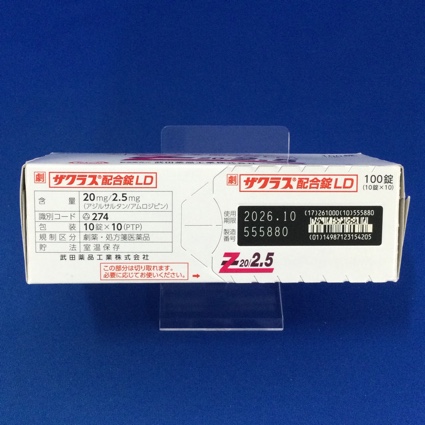 Z20/2.5
劇 ザクラス®配合錠LD
含量 20mg/2.5mg
(アジルサルタン/アムロジピン)
識別コード 274
包装 10錠×10(PTP)
規制区分 劇薬・処方箋医薬品
貯法 室温保存
武田薬品工業株式会社
この部分は切り取れます。
必要に応じてお使いください。
→
劇 ザクラス®配合錠LD
100錠
(10錠×10)
使用期限 2026.10
製造番号 555880
(17)261000(10)555880
(01)14987123154205
Z20/2.5